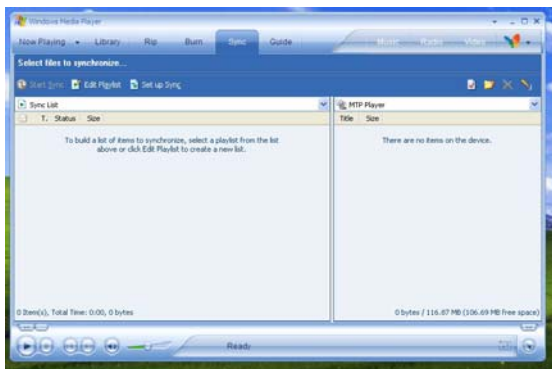 Windows Media Player
Now Playing Library Rip Burn Sync Guide Music Radio Video
Select files to synchronize...
Start Sync Edit Playlist Set up Sync
Sync List MTP Player
T. Status Size Title Size
To build a list of items to synchronize, select a playlist from the list
above or click Edit Playlist to create a new list.
There are no items on the device.
0 Item(s), Total Time: 0:00, 0 bytes
0 bytes / 116.87 MB (106.69 MB free space)
Ready